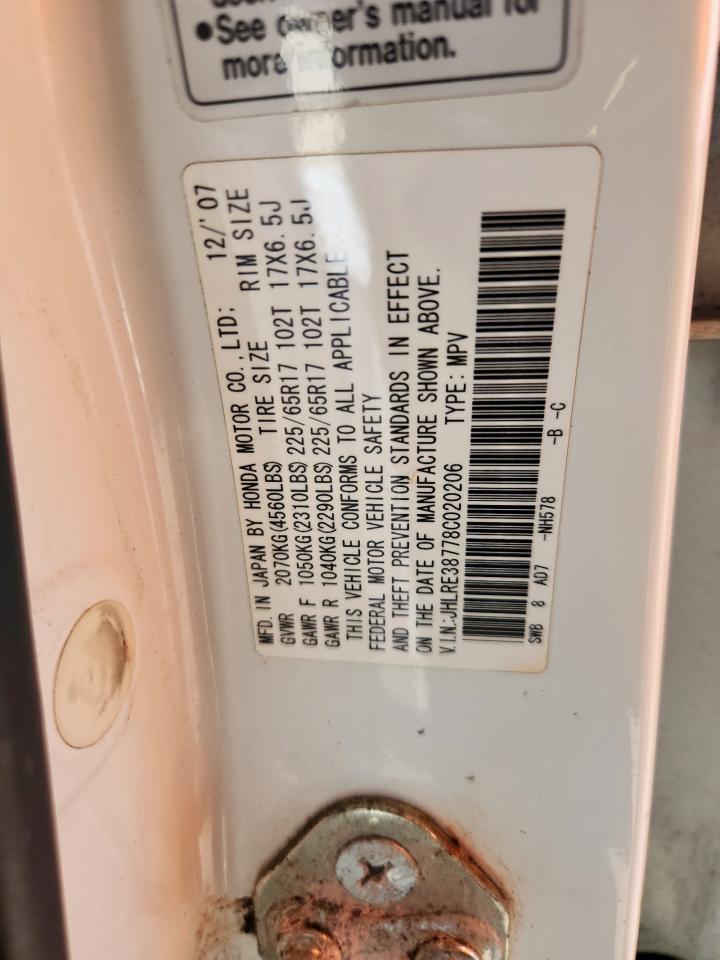 •See owner's manual for
more information.
MFD. IN JAPAN BY HONDA MOTOR CO., LTD: 12/'07
GVWR 2070KG(4560LBS) TIRE SIZE RIM SIZE
GAWR F 1050KG(2310LBS) 225/65R17 102T 17X6.5J
GAWR R 1040KG(2290LBS) 225/65R17 102T 17X6.5J
THIS VEHICLE CONFORMS TO ALL APPLICABLE
FEDERAL MOTOR VEHICLE SAFETY
AND THEFT PREVENTION STANDARDS IN EFFECT
ON THE DATE OF MANUFACTURE SHOWN ABOVE.
V.I.N.:JHLRE38778C020206 TYPE: MPV
SWB 8 A07 -NH578 -B -C